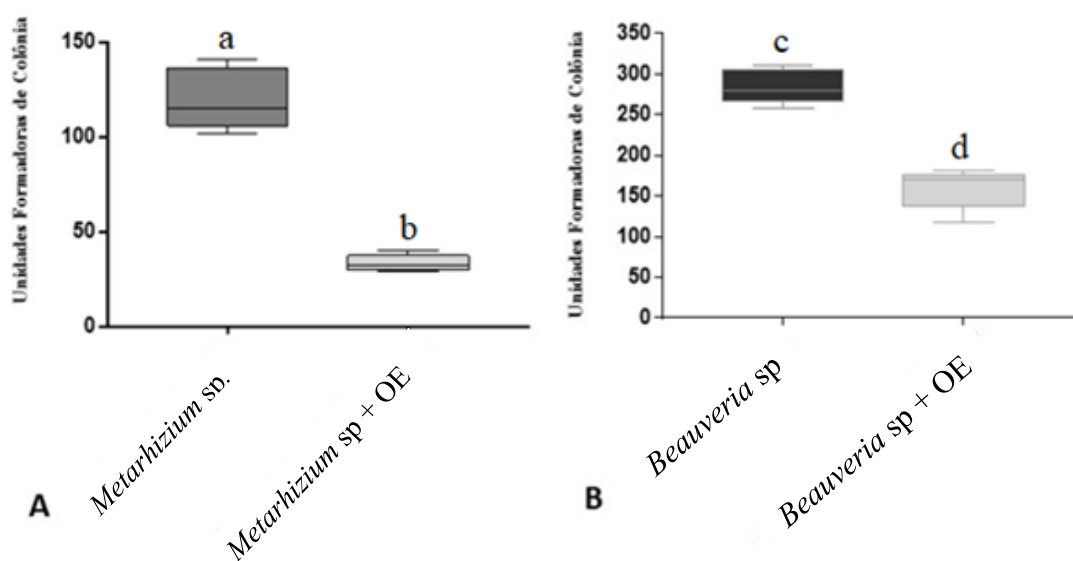 Unidades Formadoras de Colônia
150
100
50
0
a
b
Metarhizium sp.
Metarhizium sp + OE
A
Unidades Formadoras de Colônia
350
300
250
200
150
100
50
0
c
d
Beauveria sp
Beauveria sp + OE
B